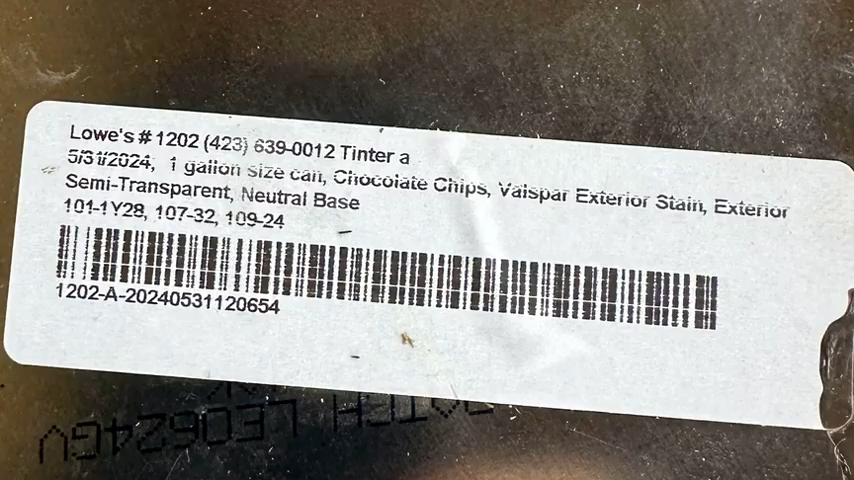 Lowe's # 1202 (423) 639-0012 Tinter a
5/31/2024, 1 gallon size can, Chocolate Chips, Valspar Exterior Stain, Exterior
Semi-Transparent, Neutral Base
101-1Y28, 107-32, 109-24
1202-A-20240531120654